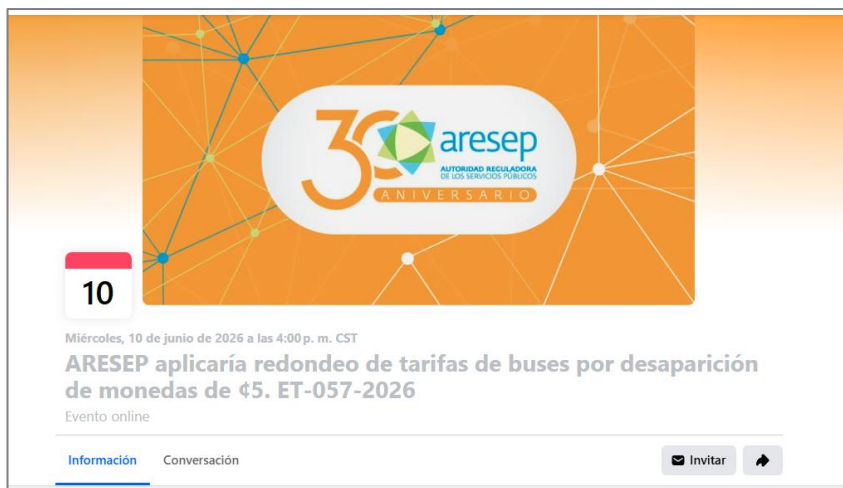 30 aresep
AUTORIDAD REGULADORA
DE LOS SERVICIOS PÚBLICOS
ANIVERSARIO
10
Miércoles, 10 de junio de 2026 a las 4:00 p. m. CST
ARESEP aplicaría redondeo de tarifas de buses por desaparición
de monedas de ¢5. ET-057-2026
Evento online
Información Conversación Invitar